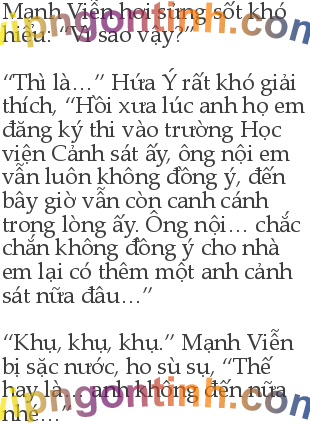 Mạnh Viễn hơi sững sốt khó
hiểu: “Vì sao vậy?”
“Thì là…” Hứa Ý rất khó giải
thích, “Hồi xưa lúc anh họ em
đăng ký thi vào trường Học
viện Cảnh sát ấy, ông nội em
vẫn luôn không đồng ý, đến
bây giờ vẫn còn canh cánh
trong lòng ấy. Ông nội… chắc
chắn không đồng ý cho nhà
em lại có thêm một anh cảnh
sát nữa đâu…”
“Khụ, khụ, khụ.” Mạnh Viễn
bị sặc nước, ho sù sụ, “Thế
hay là… anh không đến nữa
nhé…”
vipngontinh.com
vipngontinh.com